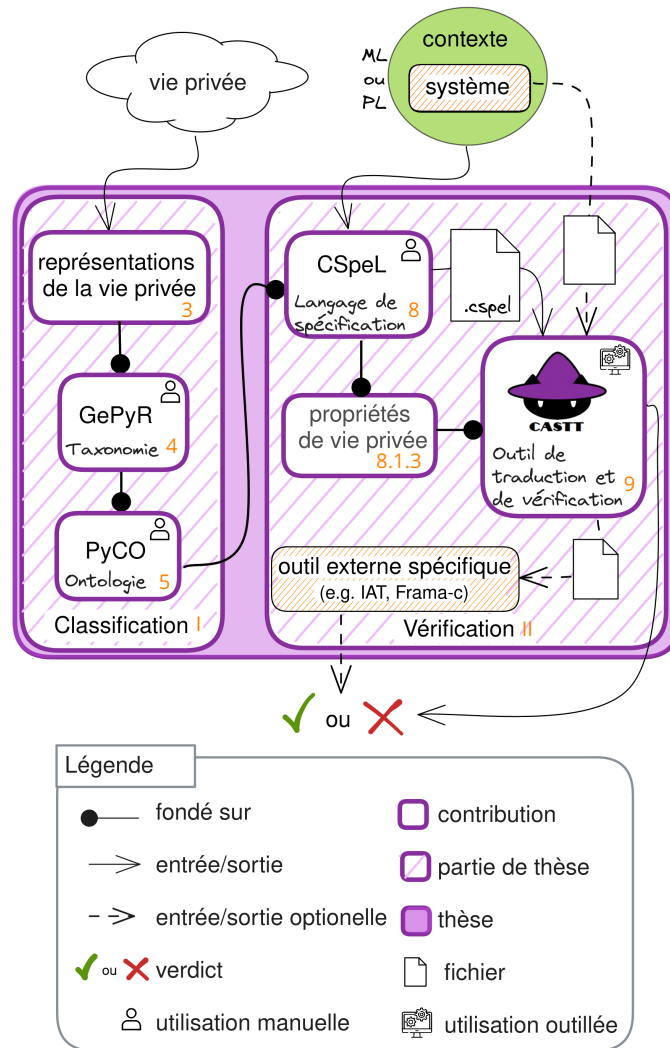 vie privée
contexte
ML
ou
PL
système
représentations
de la vie privée
3
GePyR
Taxonomie 4
PyCO
Ontologie 5
Classification I
CSpeL
Langage de 8
spécification
.cspel
propriétés
de vie privée
8.1.3
CASTT
Outil de
traduction et
de vérification 9
outil externe spécifique
(e.g. IAT, Frama-c)
Vérification II
ou
Légende
fondé sur
entrée/sortie
entrée/sortie optionelle
ou verdict
utilisation manuelle
contribution
partie de thèse
thèse
fichier
utilisation outillée